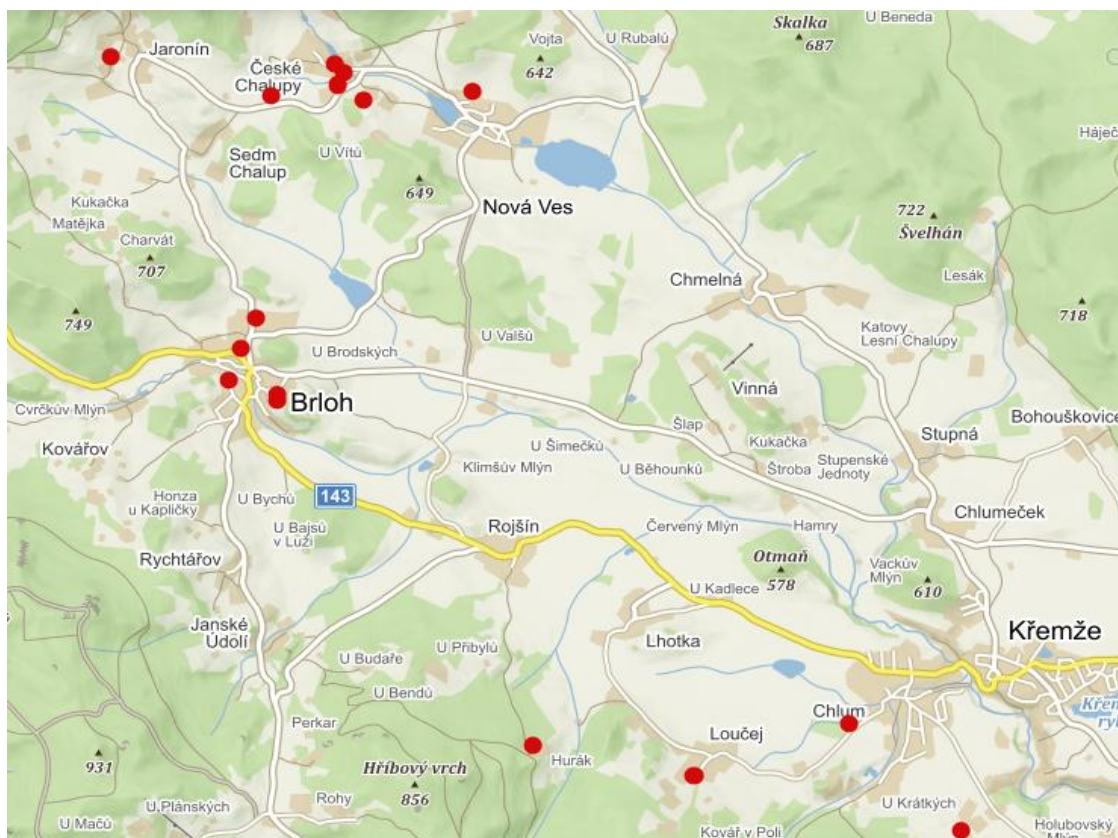 Skalka
687
U Beneda
Jaronín
Vojta
U Rubalů
České
Chalupy
642
Sedm
Chalup
U Vítů
649
Kukačka
Matějka
Nová Ves
722
Švelhán
Charvát
707
Lesák
Chmelná
749
718
U Valšů
U Brodských
Katovy
Lesní Chalupy
Vinná
Brloh
Cvrčkův Mlýn
Šlap
Bohouškovice
Kovářov
U Šimečků
Kukačka
Stupná
Klimšův Mlýn
U Běhounků
Štroba
Stupenské
Jednoty
Honza
u Kapličky
U Bychů
143
U Bajsů
v Luží
Rojšín
Červený Mlýn
Hamry
Chlumeček
Rychtářov
Otmaň
578
Vackův
Mlýn
610
U Kadlece
Janské
Údolí
U Přibylů
Lhotka
Křemže
U Budaře
U Bendů
Perkar
Chlum
Loučej
931
Hříbový vrch
856
Hurák
U Plánských
Rohy
U Mačů
U Krátkých
Kovář v Poli
Holubovský